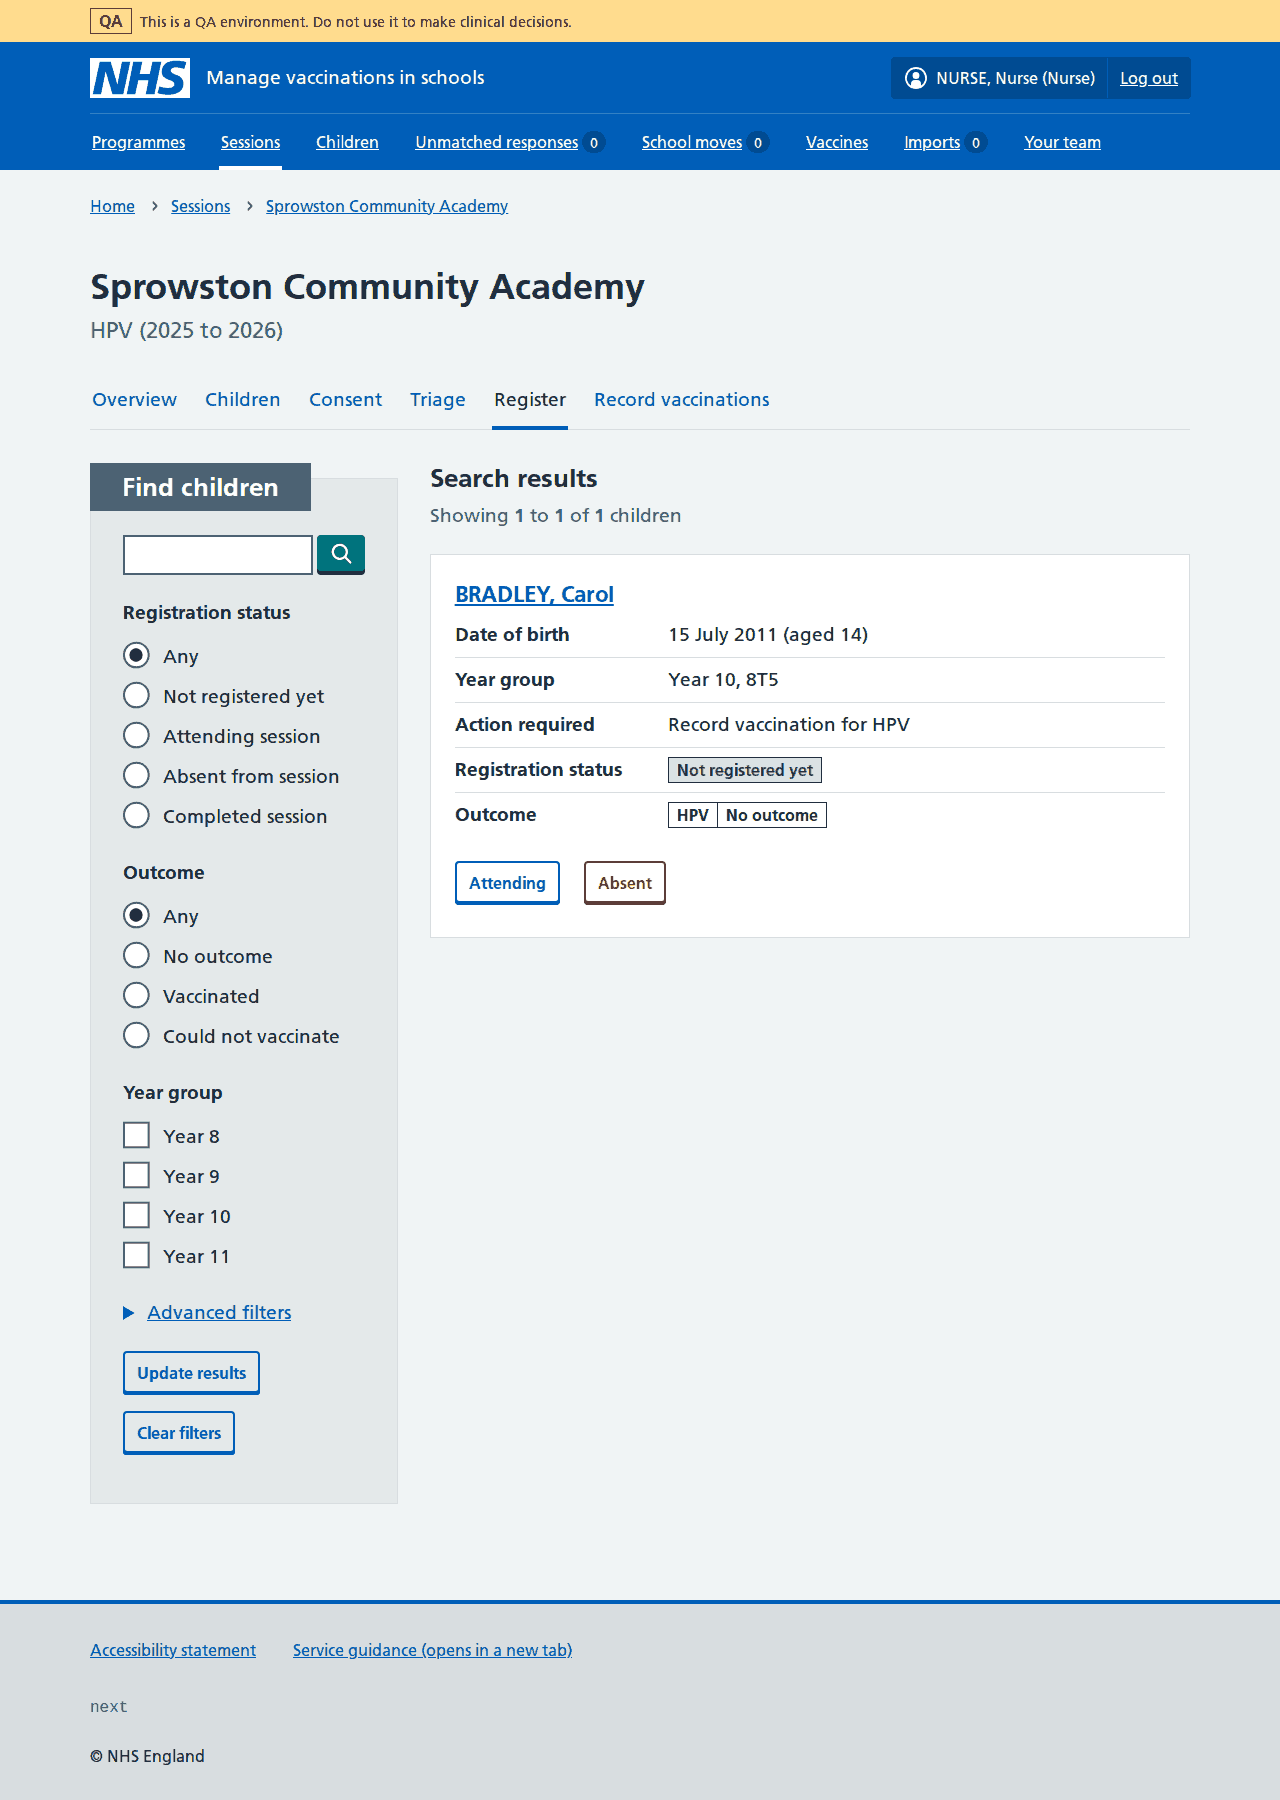 QA This is a QA environment. Do not use it to make clinical decisions.
NHS Manage vaccinations in schools NURSE, Nurse (Nurse) Log out
Programmes Sessions Children Unmatched responses 0 School moves 0 Vaccines Imports 0 Your team
Home Sessions Sprowston Community Academy
Sprowston Community Academy
HPV (2025 to 2026)
Overview Children Consent Triage Register Record vaccinations
Find children
Registration status
Any
Not registered yet
Attending session
Absent from session
Completed session
Outcome
Any
No outcome
Vaccinated
Could not vaccinate
Year group
Year 8
Year 9
Year 10
Year 11
Advanced filters
Update results
Clear filters
Search results
Showing 1 to 1 of 1 children
BRADLEY, Carol
Date of birth 15 July 2011 (aged 14)
Year group Year 10, 8T5
Action required Record vaccination for HPV
Registration status Not registered yet
Outcome HPV No outcome
Attending Absent
Accessibility statement Service guidance (opens in a new tab)
next
© NHS England